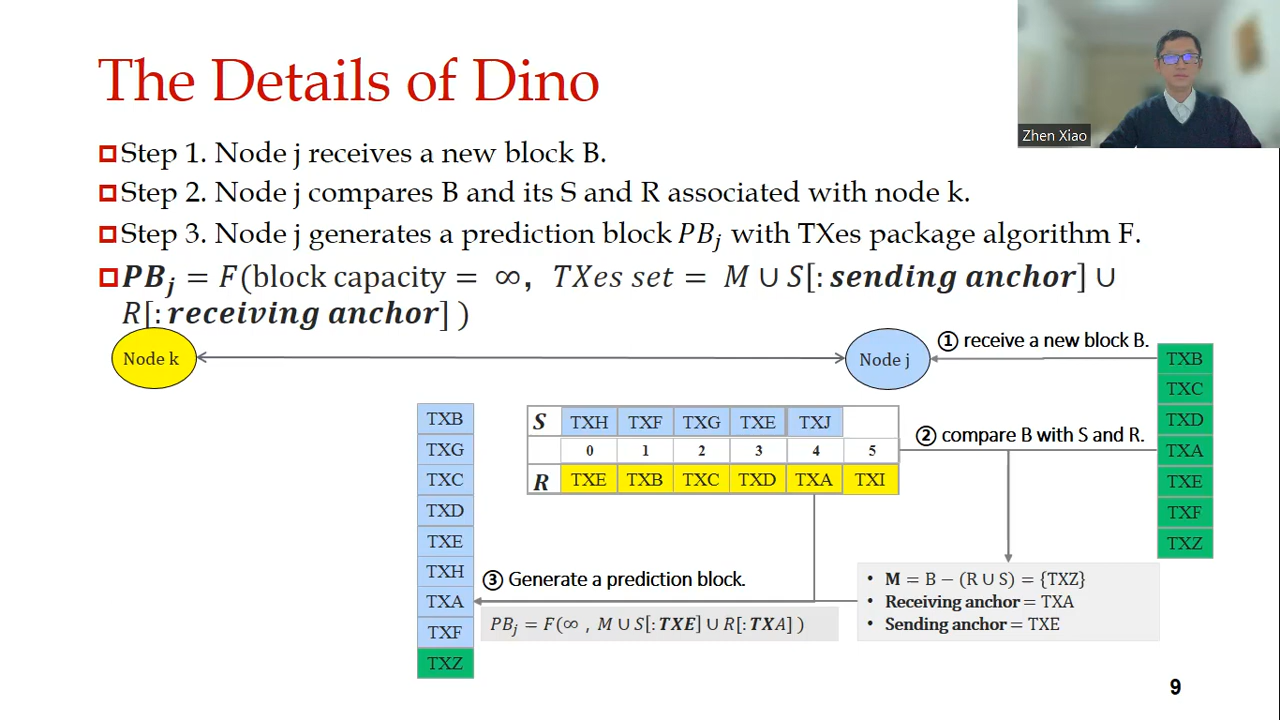 The Details of Dino
Zhen Xiao
Step 1. Node j receives a new block B.
Step 2. Node j compares B and its S and R associated with node k.
Step 3. Node j generates a prediction block PBj with TXes package algorithm F.
PBj = F(block capacity = ∞, TXes set = M ∪ S[: sending anchor] ∪
R[: receiving anchor] )
Node k
Node j
① receive a new block B.
TXB
TXC
TXD
TXA
TXE
TXF
TXZ
TXB
TXG
TXC
TXD
TXE
TXH
TXA
TXF
TXZ
S TXH TXF TXG TXE TXJ
0 1 2 3 4 5
R TXE TXB TXC TXD TXA TXI
② compare B with S and R.
③ Generate a prediction block.
PBj = F(∞ , M ∪ S[: TXE] ∪ R[: TXA] )
• M = B − (R ∪ S) = {TXZ}
• Receiving anchor = TXA
• Sending anchor = TXE
9